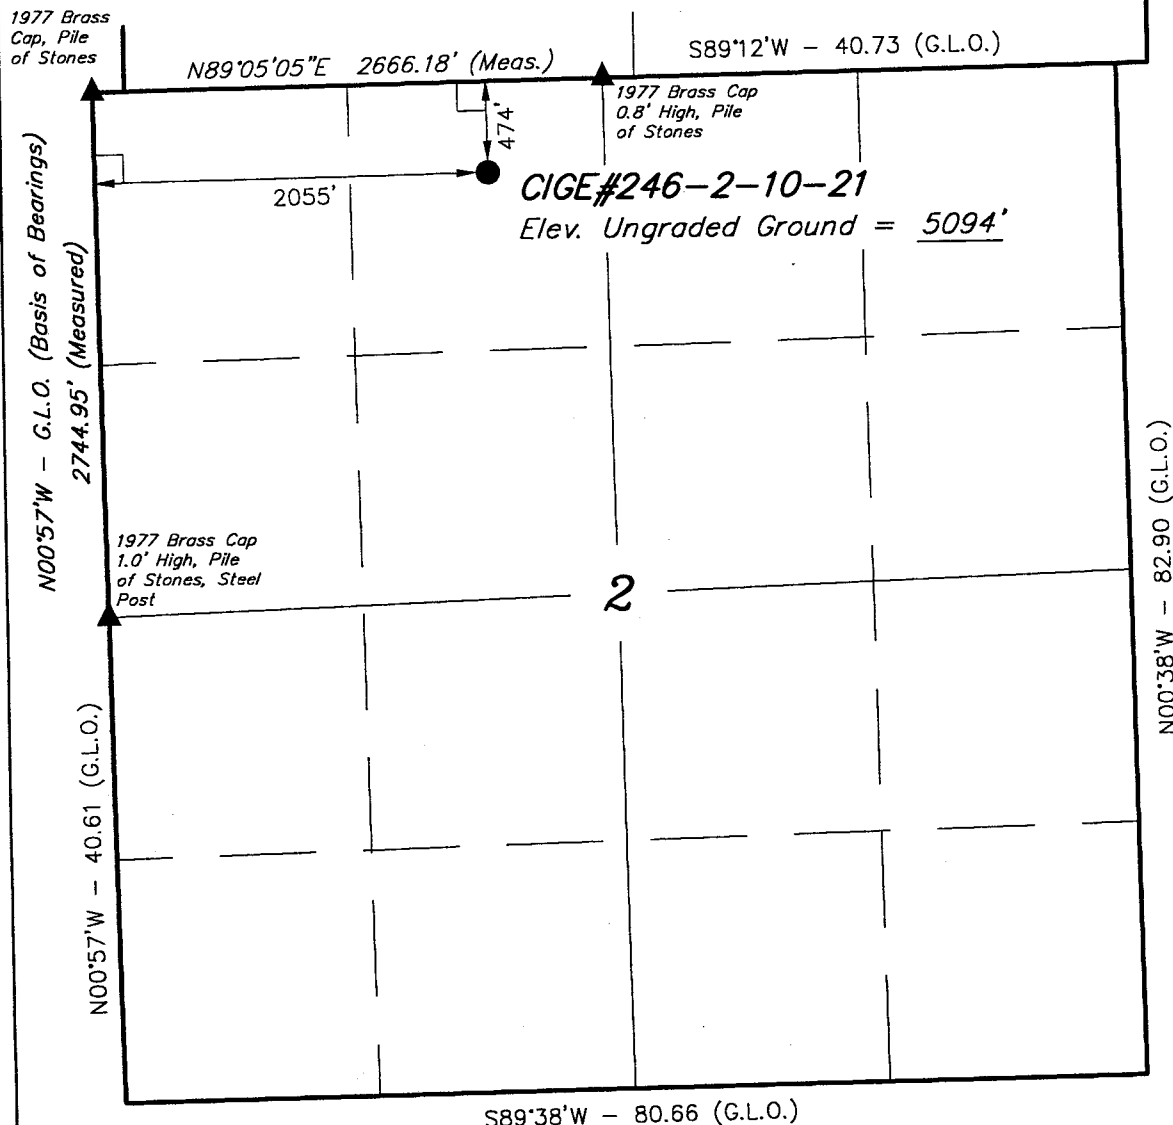 1977 Brass
Cap, Pile
of Stones
N89°05'05"E 2666.18' (Meas.)
S89°12'W – 40.73 (G.L.O.)
1977 Brass Cap
0.8' High, Pile
of Stones
474'
2055'
CIGE#246-2-10-21
Elev. Ungraded Ground = 5094'
N00°57'W – G.L.O. (Basis of Bearings)
2744.95' (Measured)
1977 Brass Cap
1.0' High, Pile
of Stones, Steel
Post
2
N00°38'W – 82.90 (G.L.O.)
N00°57'W – 40.61 (G.L.O.)
S89°38'W – 80.66 (G.L.O.)